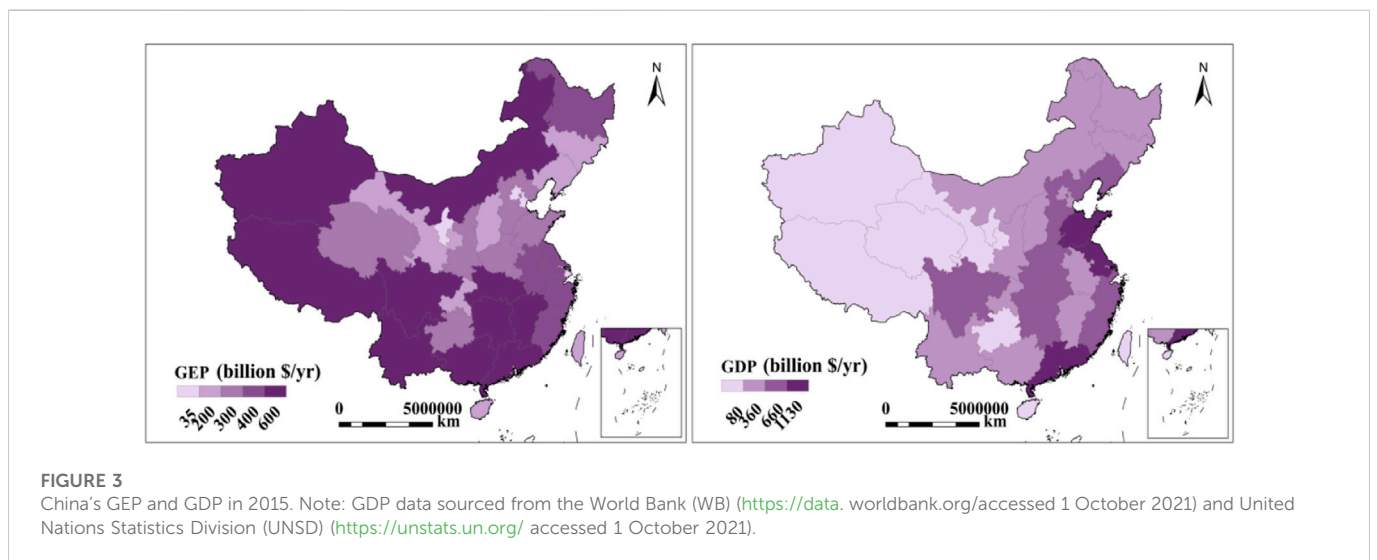 N
GEP (billion $/yr)
35 200 300 400 600
0 5000000
km
N
GDP (billion $/yr)
80 360 660 1130
0 5000000
km
FIGURE 3
China's GEP and GDP in 2015. Note: GDP data sourced from the World Bank (WB) (https://data. worldbank.org/accessed 1 October 2021) and United
Nations Statistics Division (UNSD) (https://unstats.un.org/ accessed 1 October 2021).